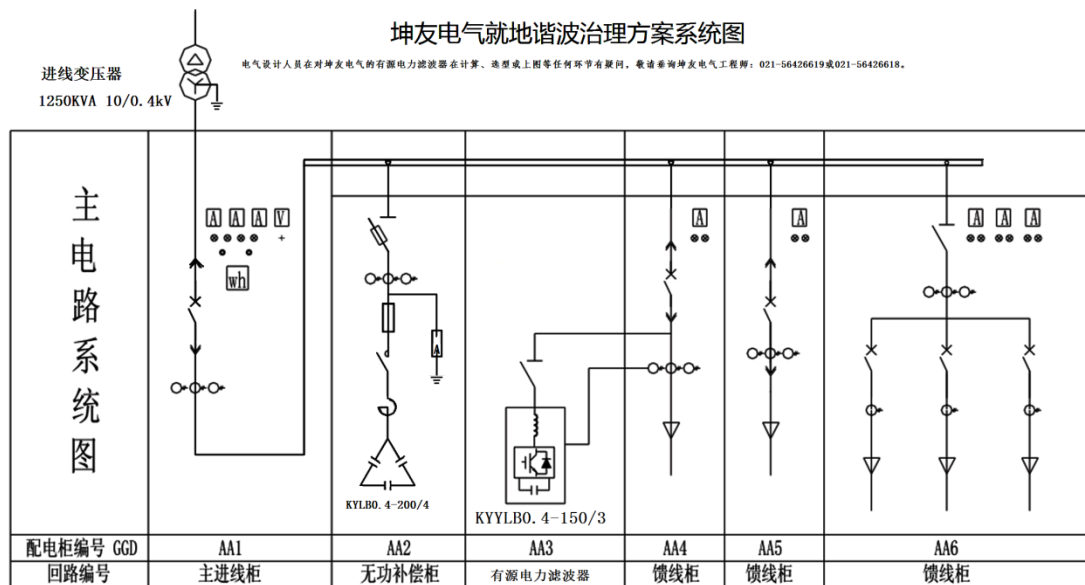 坤友电气就地谐波治理方案系统图
电气设计人员在对坤友电气的有源电力滤波器在计算、选型或上图等任何环节有疑问，敬请垂询坤友电气工程师：021-56426619或021-56426618。
进线变压器
1250KVA 10/0.4kV
主电路系统图
A A A V
wh
A
A
A
A A A
KYLB0.4-200/4
KYYLB0.4-150/3
配电柜编号 GGD AA1 AA2 AA3 AA4 AA5 AA6
回路编号 主进线柜 无功补偿柜 有源电力滤波器 馈线柜 馈线柜 馈线柜